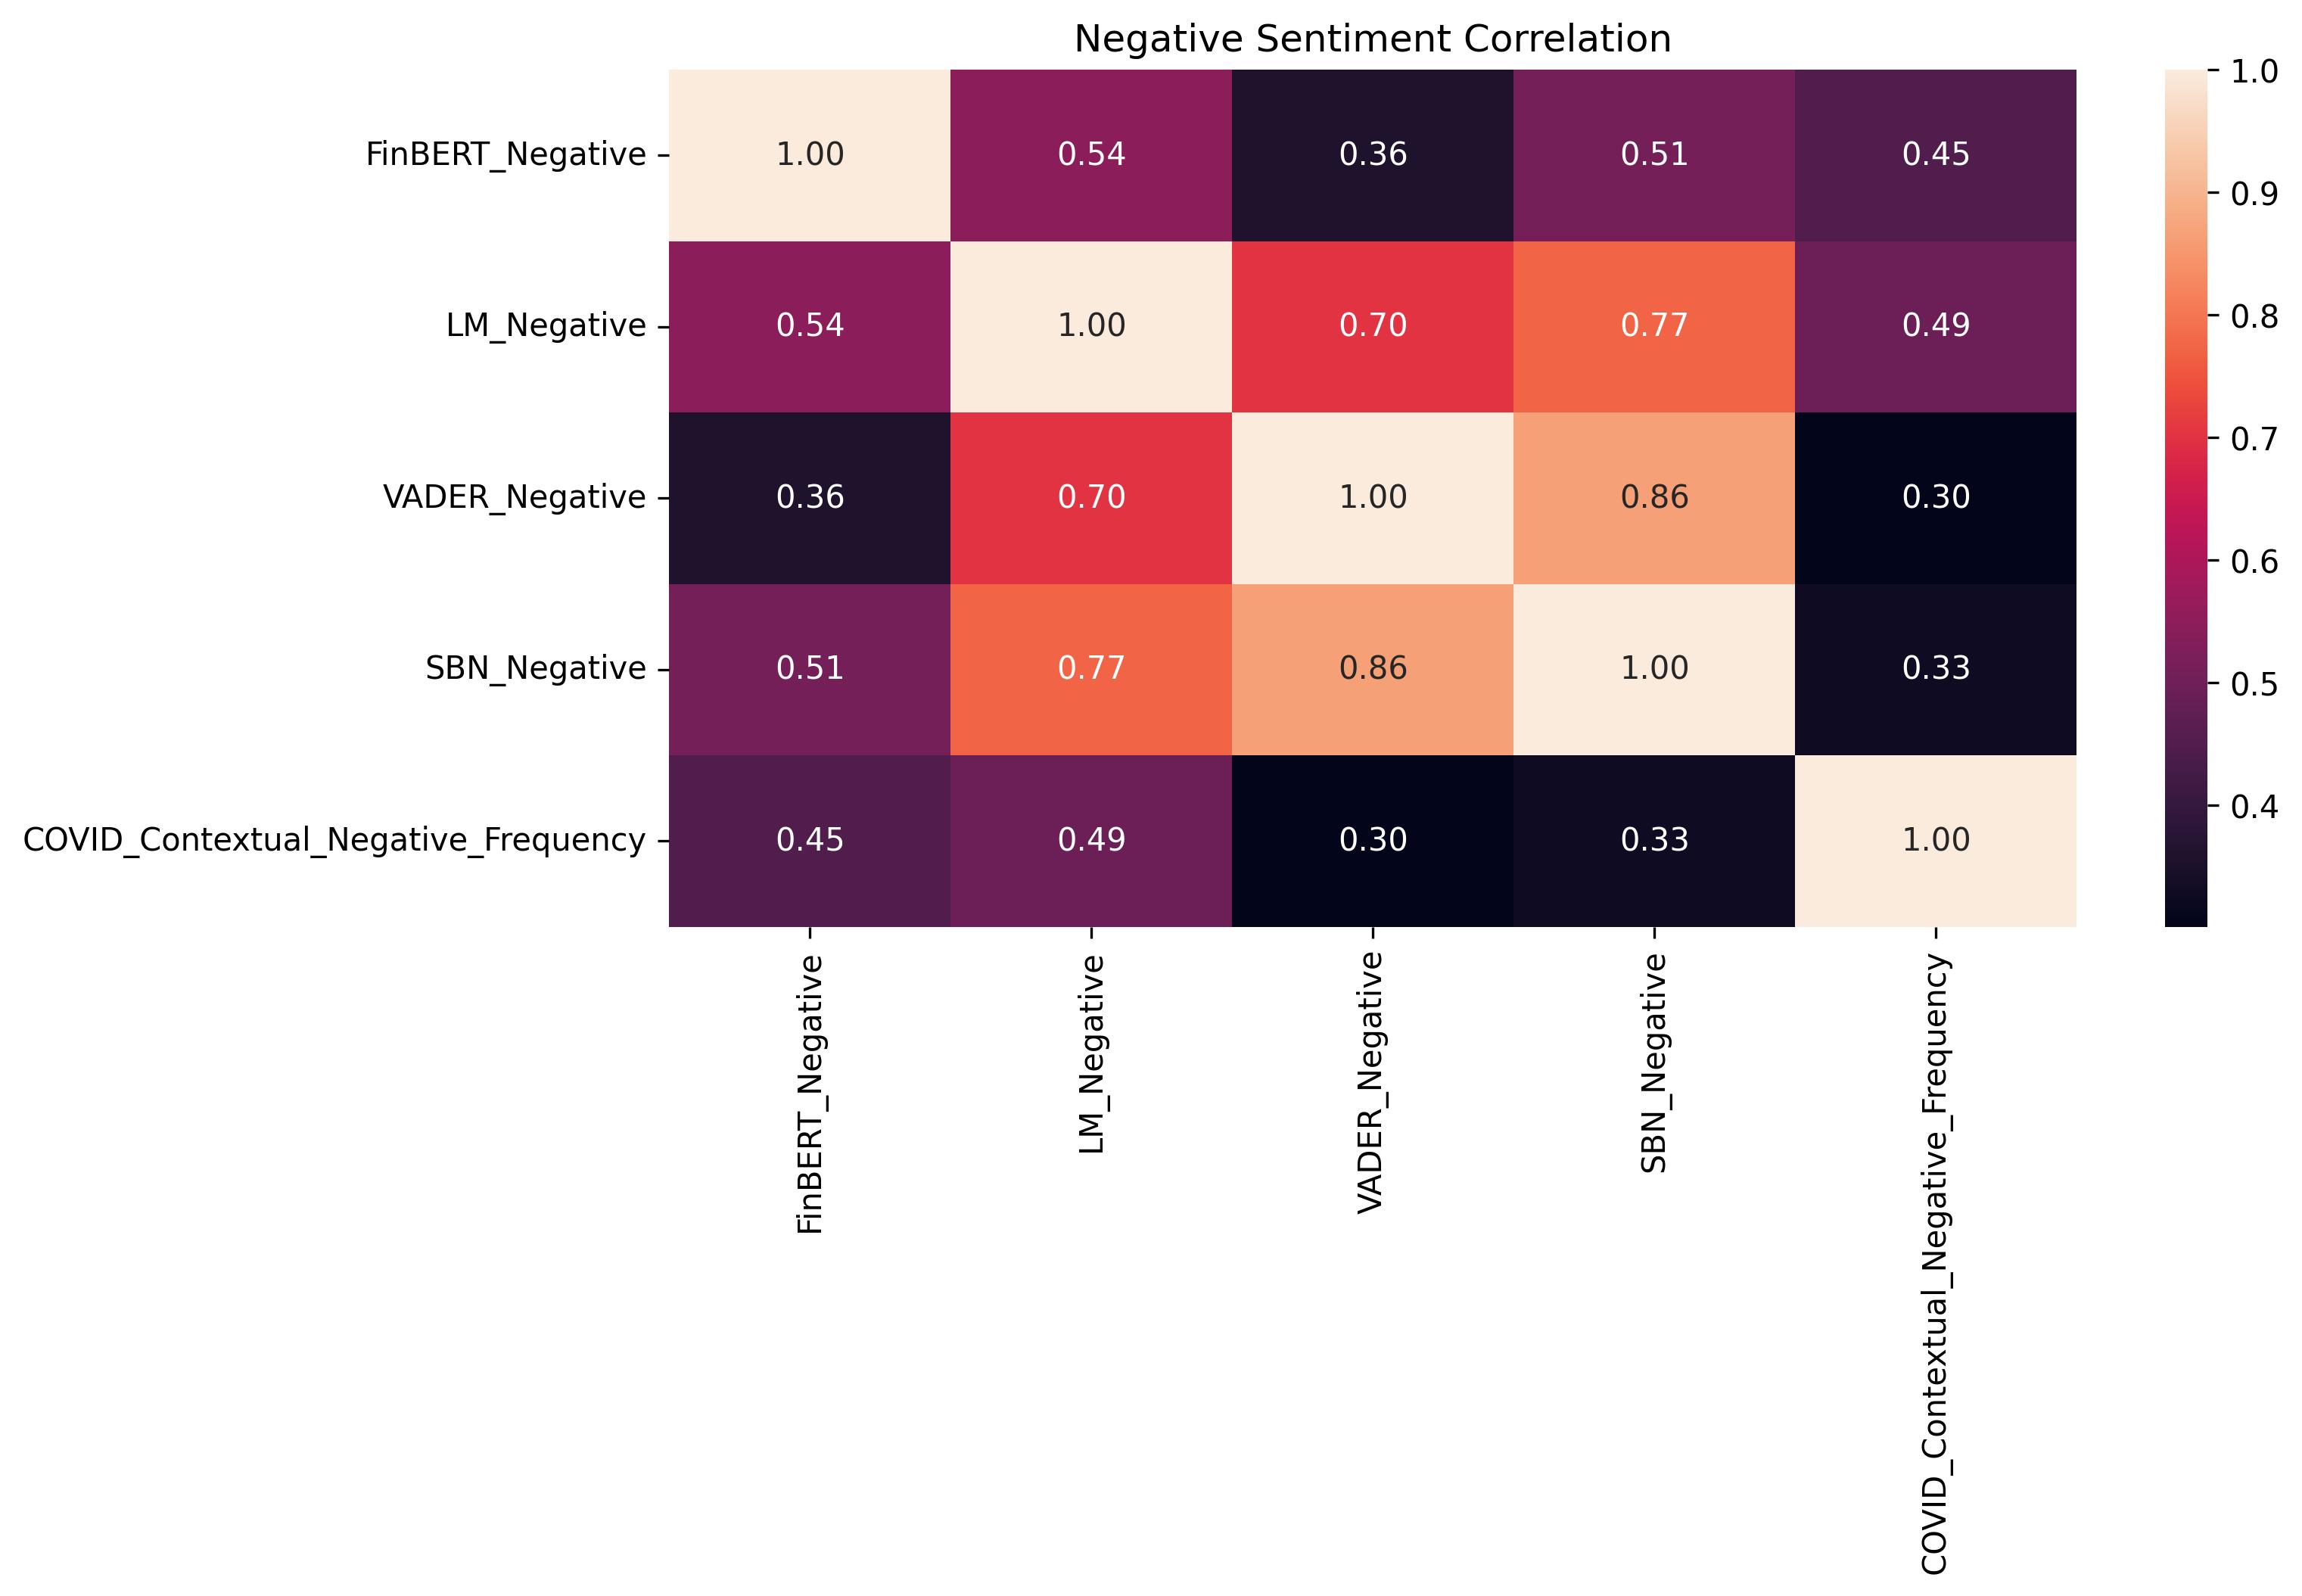 Negative Sentiment Correlation
FinBERT_Negative 1.00 0.54 0.36 0.51 0.45
LM_Negative 0.54 1.00 0.70 0.77 0.49
VADER_Negative 0.36 0.70 1.00 0.86 0.30
SBN_Negative 0.51 0.77 0.86 1.00 0.33
COVID_Contextual_Negative_Frequency 0.45 0.49 0.30 0.33 1.00
FinBERT_Negative
LM_Negative
VADER_Negative
SBN_Negative
COVID_Contextual_Negative_Frequency
1.0
0.9
0.8
0.7
0.6
0.5
0.4